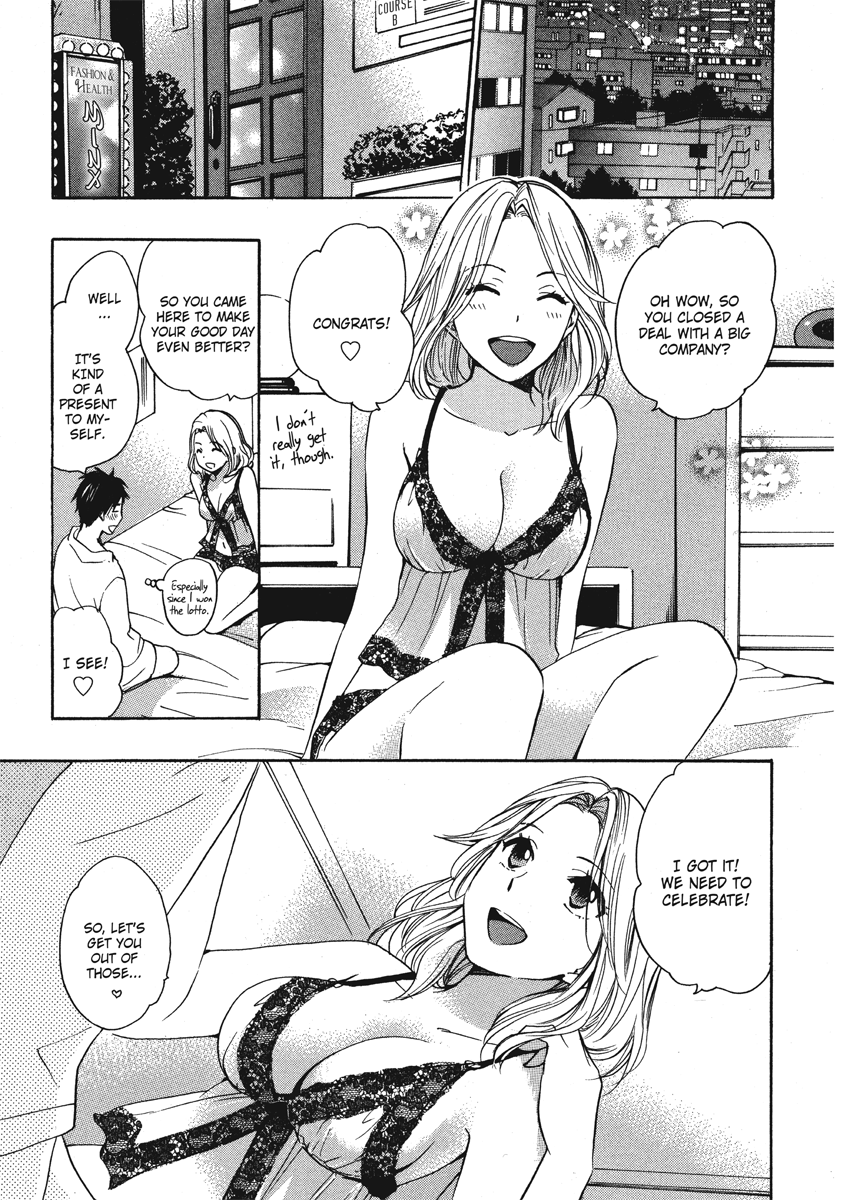 COURSE
B
FASHION &
HEALTH
MINX
OH WOW, SO
YOU CLOSED A
DEAL WITH A BIG
COMPANY?
CONGRATS!
♡
I don't
really get
it, though.
SO YOU CAME
HERE TO MAKE
YOUR GOOD DAY
EVEN BETTER?
WELL
...
IT'S
KIND
OF A
PRESENT
TO MY-
SELF.
Especially
since I won
the lotto.
I SEE!
♡
I GOT IT!
WE NEED TO
CELEBRATE!
SO, LET'S
GET YOU
OUT OF
THOSE...
♡